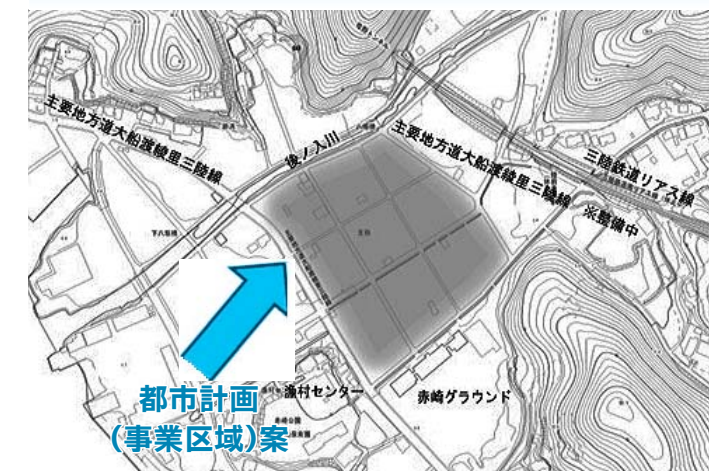 主要地方道大船渡綾里三陸線
後ノ入川
主要地方道大船渡綾里三陸線 ※整備中
三陸鉄道リアス線
漁村センター
赤崎グラウンド
都市計画
(事業区域)案